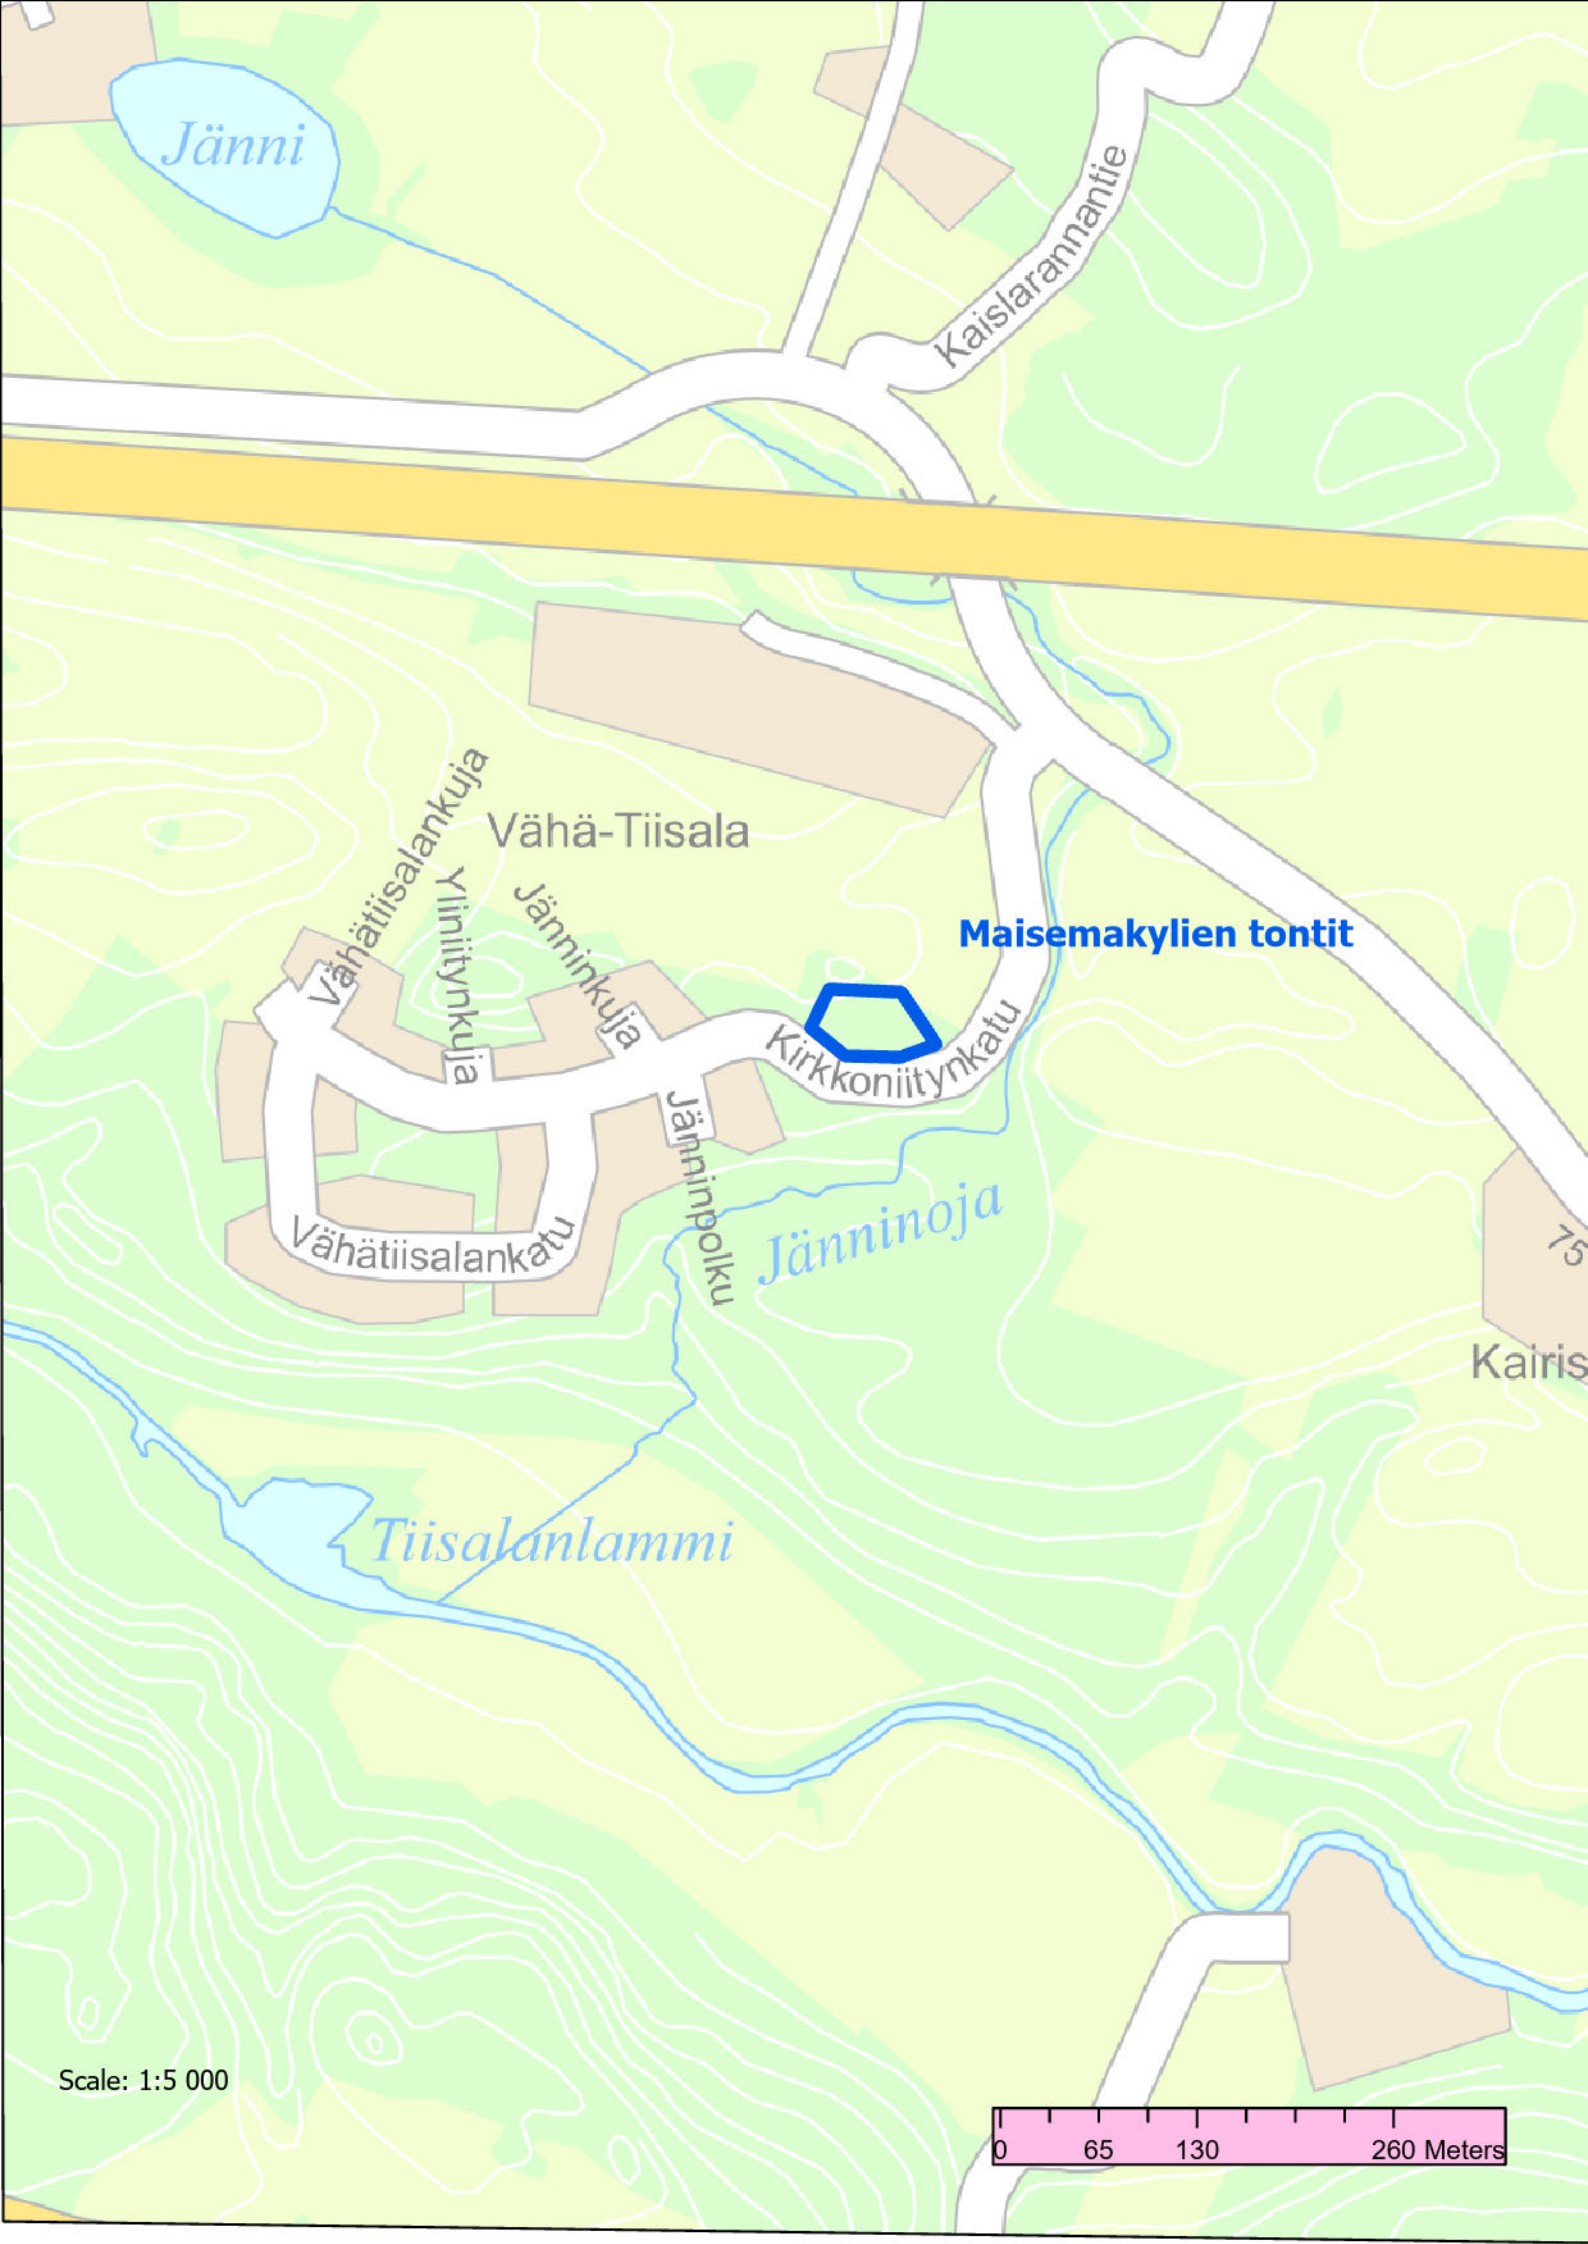 Jänni
Kaislarannantie
Vähätiisalankuja
Vähä-Tiisala
Yliniitynkuja
Jänninkuja
Maisemakylien tontit
Kirkkoniitynkatu
Jänninpolku
Jänninoja
Vähätiisalankatu
75
Kairis
Tiisalanlammi
Scale: 1:5 000
0 65 130 260 Meters